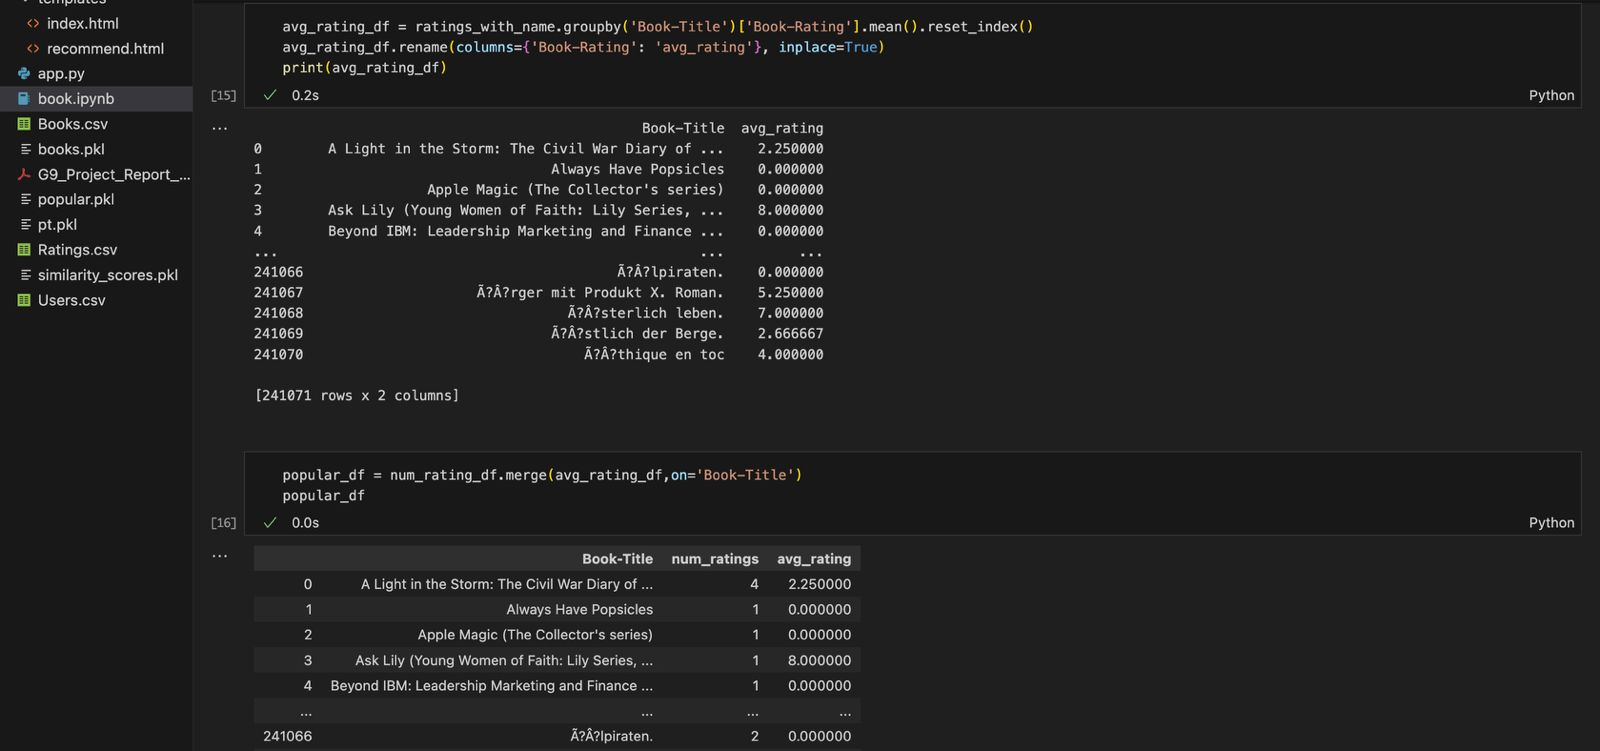 templates
index.html
recommend.html
app.py
book.ipynb
Books.csv
books.pkl
G9_Project_Report_...
popular.pkl
pt.pkl
Ratings.csv
similarity_scores.pkl
Users.csv
avg_rating_df = ratings_with_name.groupby('Book-Title')['Book-Rating'].mean().reset_index()
avg_rating_df.rename(columns={'Book-Rating': 'avg_rating'}, inplace=True)
print(avg_rating_df)
[15] ✓ 0.2s Python
...
Book-Title avg_rating
0 A Light in the Storm: The Civil War Diary of ... 2.250000
1 Always Have Popsicles 0.000000
2 Apple Magic (The Collector's series) 0.000000
3 Ask Lily (Young Women of Faith: Lily Series, ... 8.000000
4 Beyond IBM: Leadership Marketing and Finance ... 0.000000
... ... ...
241066 Ã?Â?lpiraten. 0.000000
241067 Ã?Â?rger mit Produkt X. Roman. 5.250000
241068 Ã?Â?sterlich leben. 7.000000
241069 Ã?Â?stlich der Berge. 2.666667
241070 Ã?Â?thique en toc 4.000000
[241071 rows x 2 columns]
popular_df = num_rating_df.merge(avg_rating_df,on='Book-Title')
popular_df
[16] ✓ 0.0s Python
...
Book-Title num_ratings avg_rating
0 A Light in the Storm: The Civil War Diary of ... 4 2.250000
1 Always Have Popsicles 1 0.000000
2 Apple Magic (The Collector's series) 1 0.000000
3 Ask Lily (Young Women of Faith: Lily Series, ... 1 8.000000
4 Beyond IBM: Leadership Marketing and Finance ... 1 0.000000
... ... ... ...
241066 Ã?Â?lpiraten. 2 0.000000